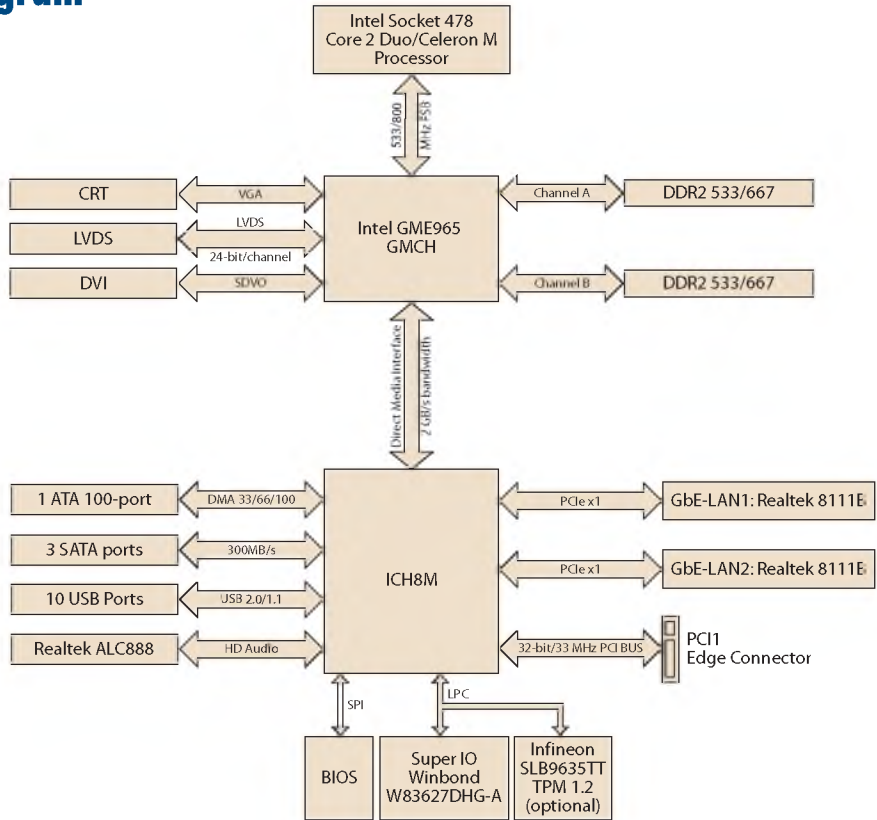 Intel Socket 478
Core 2 Duo/Celeron M
Processor
533/800
MHz FSB
CRT
VGA
LVDS
LVDS
24-bit/channel
DVI
SDVO
Intel GME965
GMCH
Channel A
DDR2 533/667
Channel B
DDR2 533/667
Direct Media Interface
2 GB/s bandwidth
1 ATA 100-port
DMA 33/66/100
3 SATA ports
300MB/s
10 USB Ports
USB 2.0/1.1
Realtek ALC888
HD Audio
ICH8M
PCIe x1
GbE-LAN1: Realtek 8111B
PCIe x1
GbE-LAN2: Realtek 8111B
32-bit/33 MHz PCI BUS
PCI1
Edge Connector
SPI
LPC
BIOS
Super IO
Winbond
W83627DHG-A
Infineon
SLB9635TT
TPM 1.2
(optional)